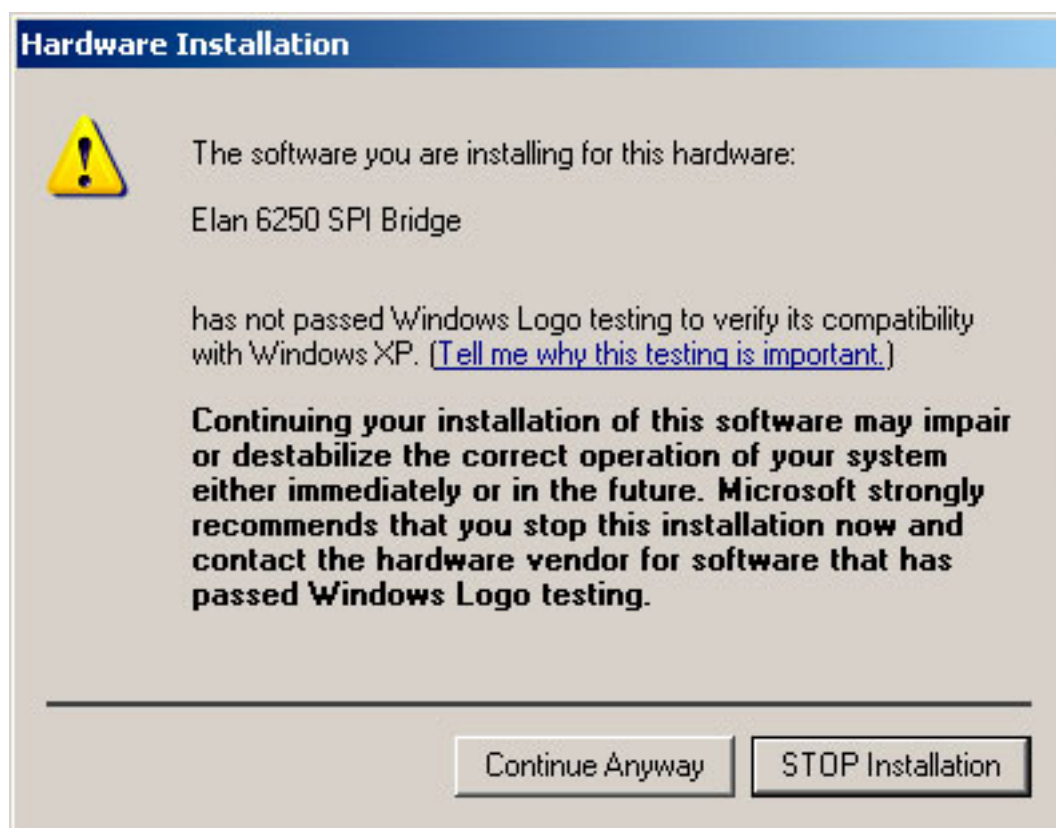 Hardware Installation
The software you are installing for this hardware:
Elan 6250 SPI Bridge
has not passed Windows Logo testing to verify its compatibility
with Windows XP. (Tell me why this testing is important.)
Continuing your installation of this software may impair
or destabilize the correct operation of your system
either immediately or in the future. Microsoft strongly
recommends that you stop this installation now and
contact the hardware vendor for software that has
passed Windows Logo testing.
Continue Anyway
STOP Installation